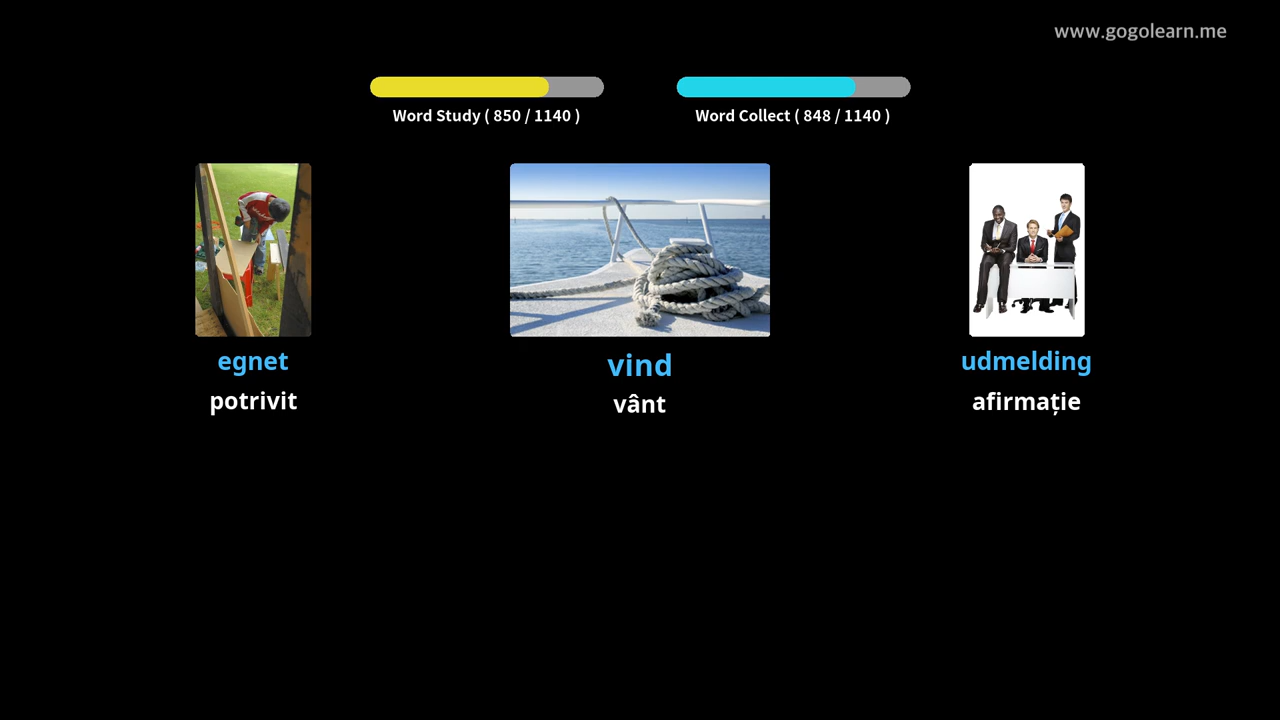 www.gogolearn.me
Word Study ( 850 / 1140 )
Word Collect ( 848 / 1140 )
egnet
potrivit
vind
vânt
udmelding
afirmație